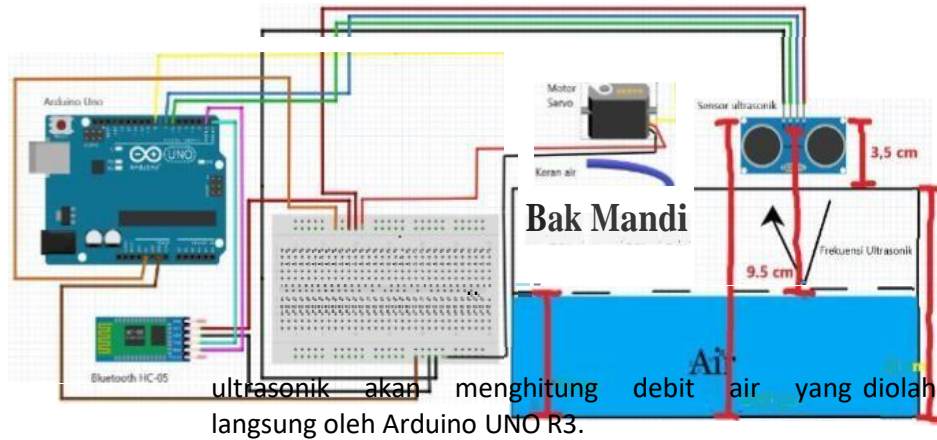 Arduino Uno
UNO
Motor
Servo
Sensor ultrasonik
3,5 cm
Keran air
Bak Mandi
Frekuensi Ultrasonik
9.5 cm
Air
Bluetooth HC-05
ultrasonik akan menghitung debit air yang diolah
langsung oleh Arduino UNO R3.